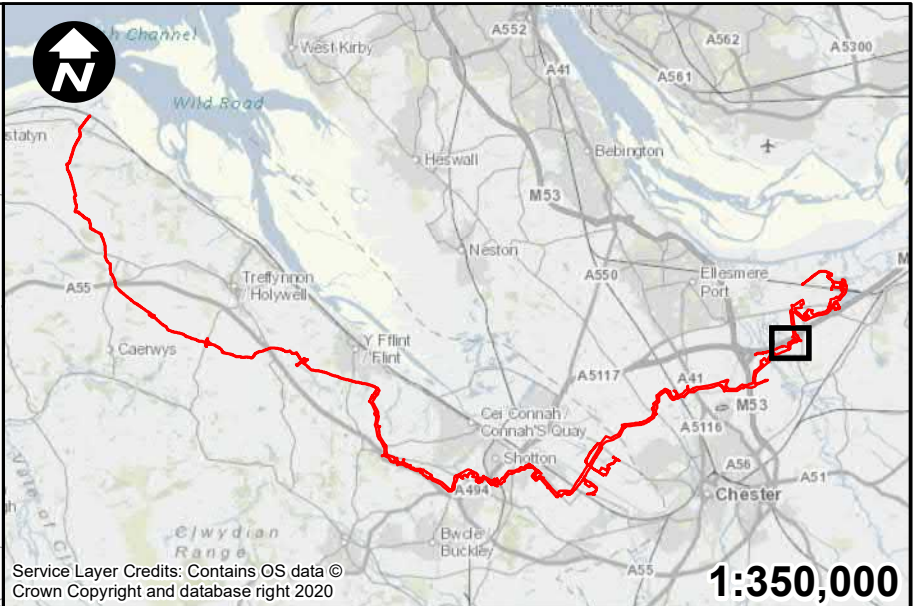 A552
A562
A5300
West Kirby
A41
A561
Wild Road
N
Bebington
Heswall
M53
Neston
A550
Ellesmere
Port
Treffynnon
Holywell
A55
Y Fflint
Flint
Caerwys
A5117
A41
M53
Cei Connah
Connah'S Quay
A5116
Shotton
A56
A51
A494
Chester
Clwydian
Range
Bwcle
Buckley
A55
Service Layer Credits: Contains OS data ©
Crown Copyright and database right 2020
1:350,000